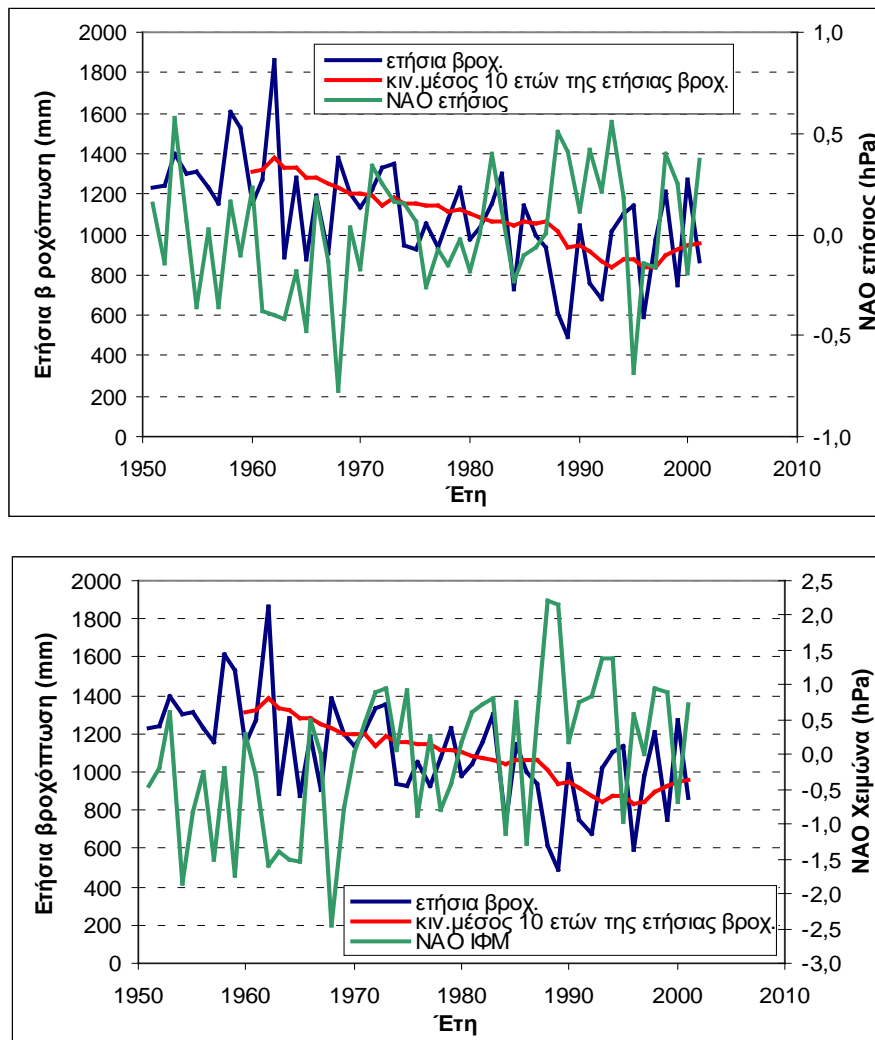 2000
1800
1600
1400
1200
1000
800
600
400
200
0
Ετήσια β ροχόπτωση (mm)
ετήσια βροχ.
κιν.μέσος 10 ετών της ετήσιας βροχ.
ΝΑΟ ετήσιος
1,0
0,5
0,0
-0,5
-1,0
ΝΑΟ ετήσιος (hPa)
1950 1960 1970 1980 1990 2000 2010
Έτη
2000
1800
1600
1400
1200
1000
800
600
400
200
0
Ετήσια βροχόπτωση (mm)
2,5
2,0
1,5
1,0
0,5
0,0
-0,5
-1,0
-1,5
-2,0
-2,5
-3,0
ΝΑΟ Χειμώνα (hPa)
ετήσια βροχ.
κιν.μέσος 10 ετών της ετήσιας βροχ.
ΝΑΟ ΙΦΜ
1950 1960 1970 1980 1990 2000 2010
Έτη